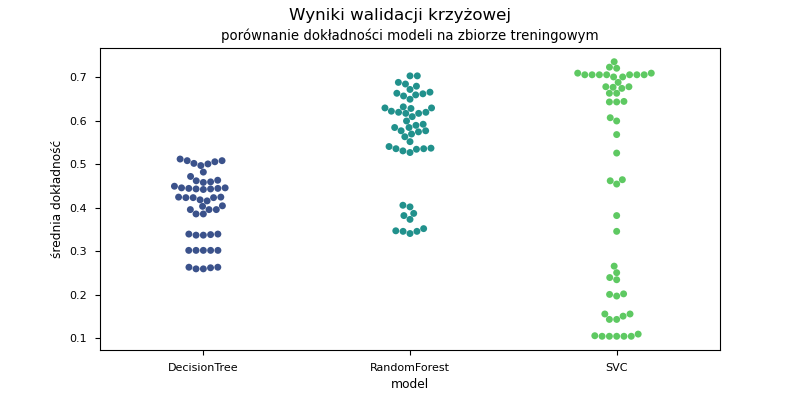 Wyniki walidacji krzyżowej
porównanie dokładności modeli na zbiorze treningowym
średnia dokładność
0.7
0.6
0.5
0.4
0.3
0.2
0.1
DecisionTree
RandomForest
SVC
model